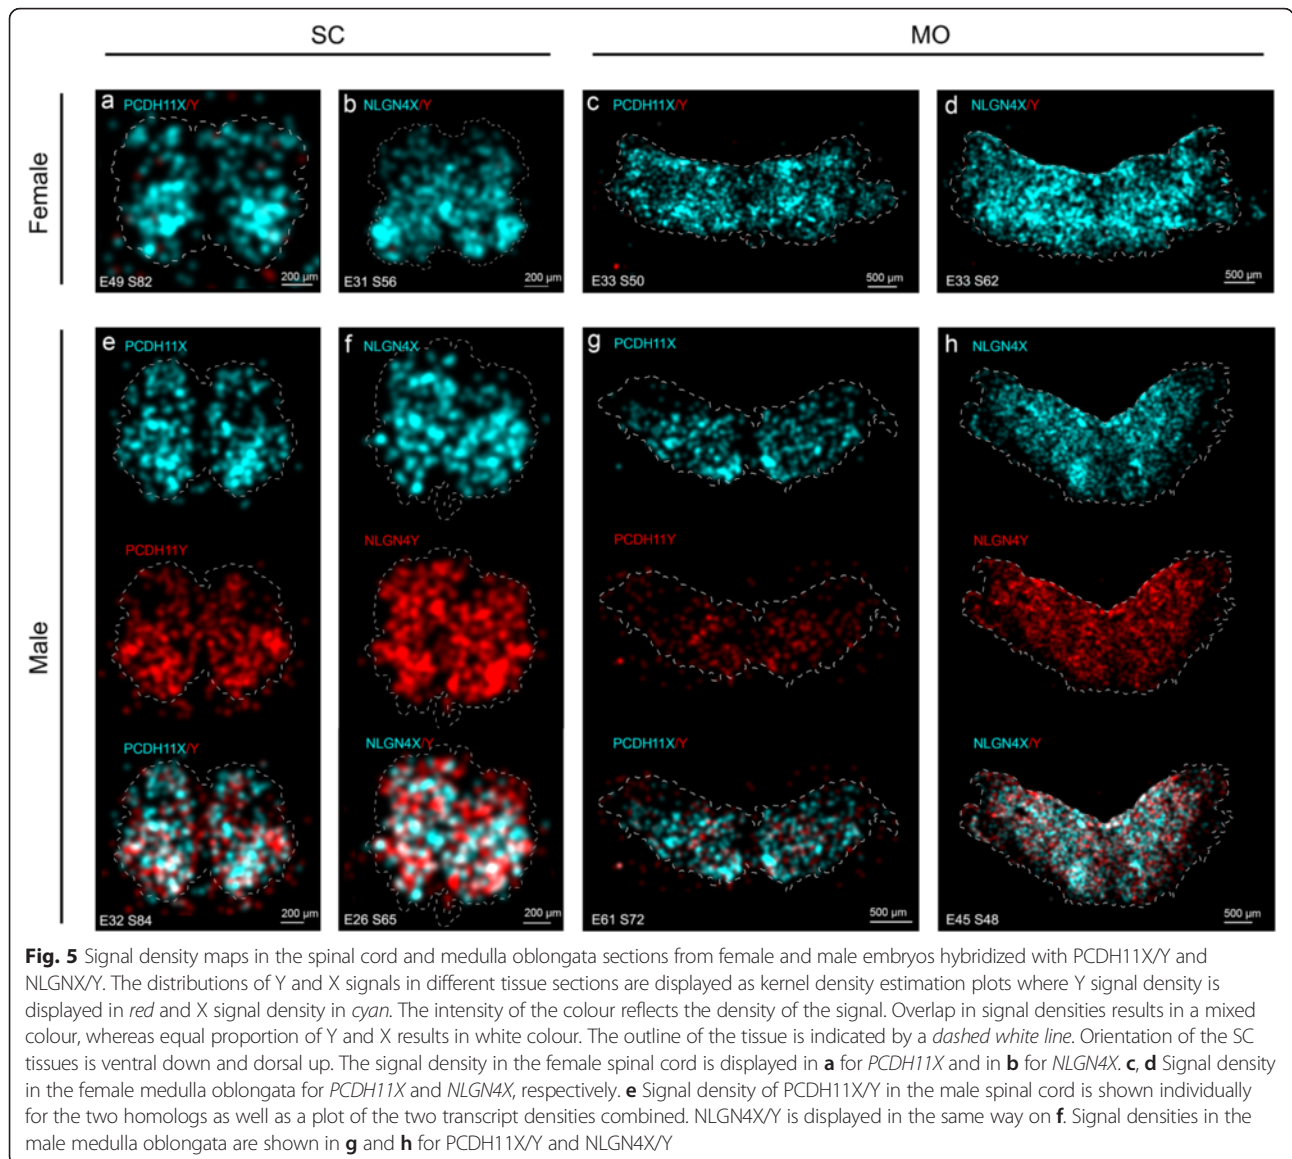 SC
MO
Female
a PCDH11X/Y
E49 S82
200 µm
b NLGN4X/Y
E31 S56
200 µm
c PCDH11X/Y
E33 S50
500 µm
d NLGN4X/Y
E33 S62
500 µm
Male
e PCDH11X
PCDH11Y
PCDH11X/Y
E32 S84
200 µm
f NLGN4X
NLGN4Y
NLGN4X/Y
E26 S65
200 µm
g PCDH11X
PCDH11Y
PCDH11X/Y
E61 S72
500 µm
h NLGN4X
NLGN4Y
NLGN4X/Y
E45 S48
500 µm
Fig. 5 Signal density maps in the spinal cord and medulla oblongata sections from female and male embryos hybridized with PCDH11X/Y and
NLGNX/Y. The distributions of Y and X signals in different tissue sections are displayed as kernel density estimation plots where Y signal density is
displayed in red and X signal density in cyan. The intensity of the colour reflects the density of the signal. Overlap in signal densities results in a mixed
colour, whereas equal proportion of Y and X results in white colour. The outline of the tissue is indicated by a dashed white line. Orientation of the SC
tissues is ventral down and dorsal up. The signal density in the female spinal cord is displayed in a for PCDH11X and in b for NLGN4X. c, d Signal density
in the female medulla oblongata for PCDH11X and NLGN4X, respectively. e Signal density of PCDH11X/Y in the male spinal cord is shown individually
for the two homologs as well as a plot of the two transcript densities combined. NLGN4X/Y is displayed in the same way on f. Signal densities in the
male medulla oblongata are shown in g and h for PCDH11X/Y and NLGN4X/Y